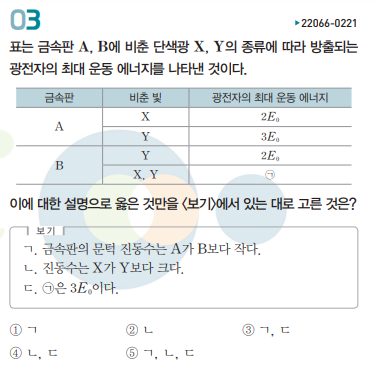 03
▶22066-0221
표는 금속판 A, B에 비춘 단색광 X, Y의 종류에 따라 방출되는
광전자의 최대 운동 에너지를 나타낸 것이다.
금속판 비춘 빛 광전자의 최대 운동 에너지
A X 2E₀
Y 3E₀
B Y 2E₀
X, Y ㉠
이에 대한 설명으로 옳은 것만을 〈보기〉에서 있는 대로 고른 것은?
보기
ㄱ. 금속판의 문턱 진동수는 A가 B보다 작다.
ㄴ. 진동수는 X가 Y보다 크다.
ㄷ. ㉠은 3E₀이다.
① ㄱ ② ㄴ ③ ㄱ, ㄷ
④ ㄴ, ㄷ ⑤ ㄱ, ㄴ, ㄷ